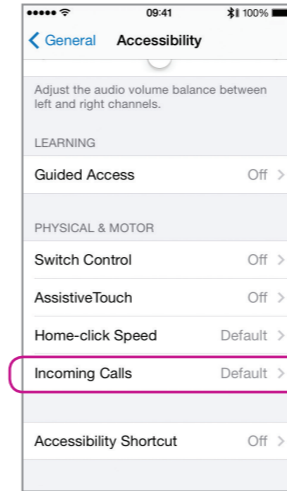 09:41 100%
General Accessibility
Adjust the audio volume balance between
left and right channels.
LEARNING
Guided Access Off
PHYSICAL & MOTOR
Switch Control Off
AssistiveTouch Off
Home-click Speed Default
Incoming Calls Default
Accessibility Shortcut Off